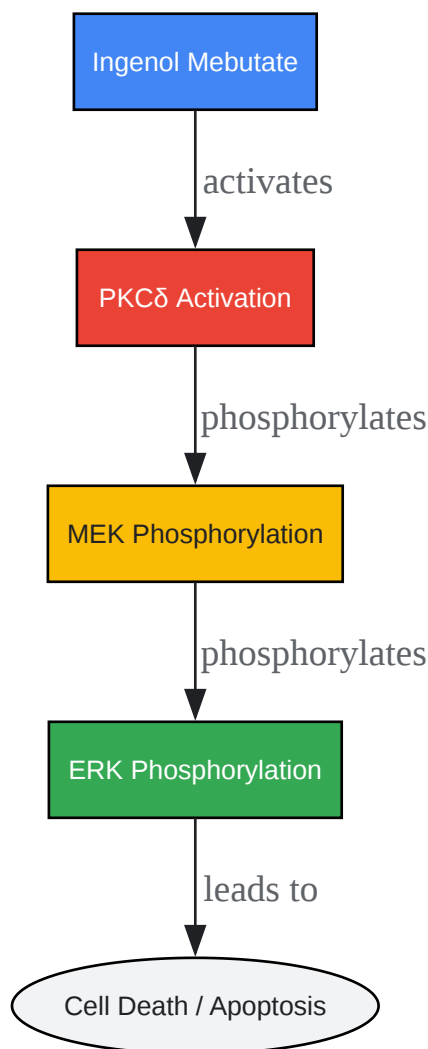 Ingenol Mebutate
activates
PKCδ Activation
phosphorylates
MEK Phosphorylation
phosphorylates
ERK Phosphorylation
leads to
Cell Death / Apoptosis